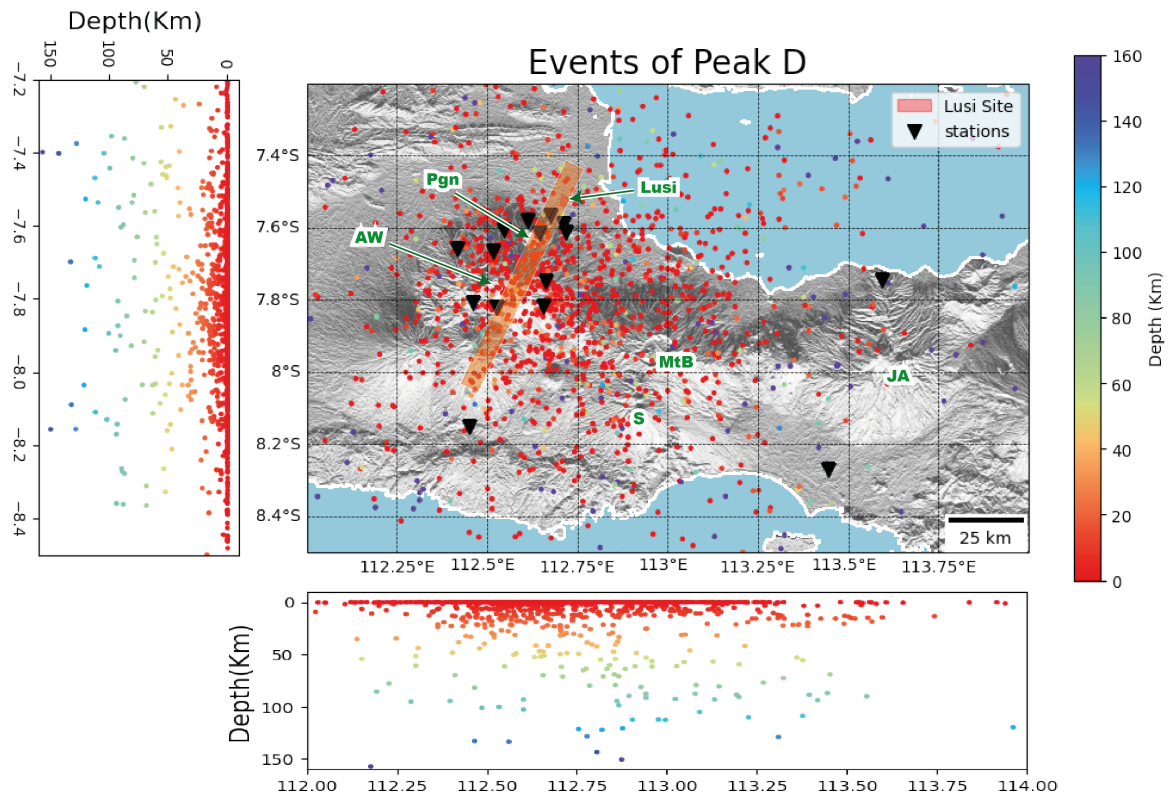 Events of Peak D
Depth(Km)
150
100
50
0
−7.2
−7.4
−7.6
−7.8
−8.0
−8.2
−8.4
7.4°S
7.6°S
7.8°S
8°S
8.2°S
8.4°S
Lusi Site
stations
Pgn
Lusi
AW
MtB
JA
S
25 km
112.25°E
112.5°E
112.75°E
113°E
113.25°E
113.5°E
113.75°E
160
140
120
100
80
60
40
20
0
Depth (Km)
Depth(Km)
0
50
100
150
112.00
112.25
112.50
112.75
113.00
113.25
113.50
113.75
114.00